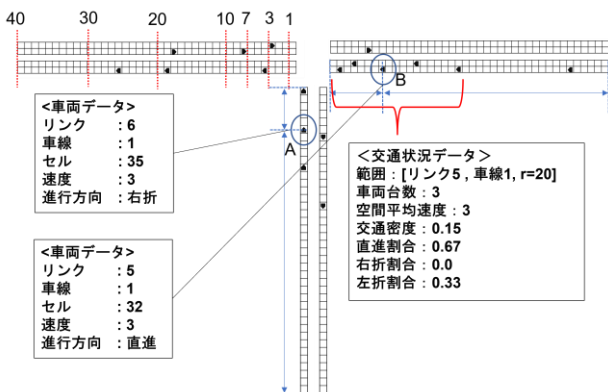 40 30 20 10 7 3 1
B
A
<車両データ>
リンク : 6
車線 : 1
セル : 35
速度 : 3
進行方向 : 右折
<車両データ>
リンク : 5
車線 : 1
セル : 32
速度 : 3
進行方向 : 直進
<交通状況データ>
範囲 : [リンク5 , 車線1, r=20]
車両台数 : 3
空間平均速度 : 3
交通密度 : 0.15
直進割合 : 0.67
右折割合 : 0.0
左折割合 : 0.33